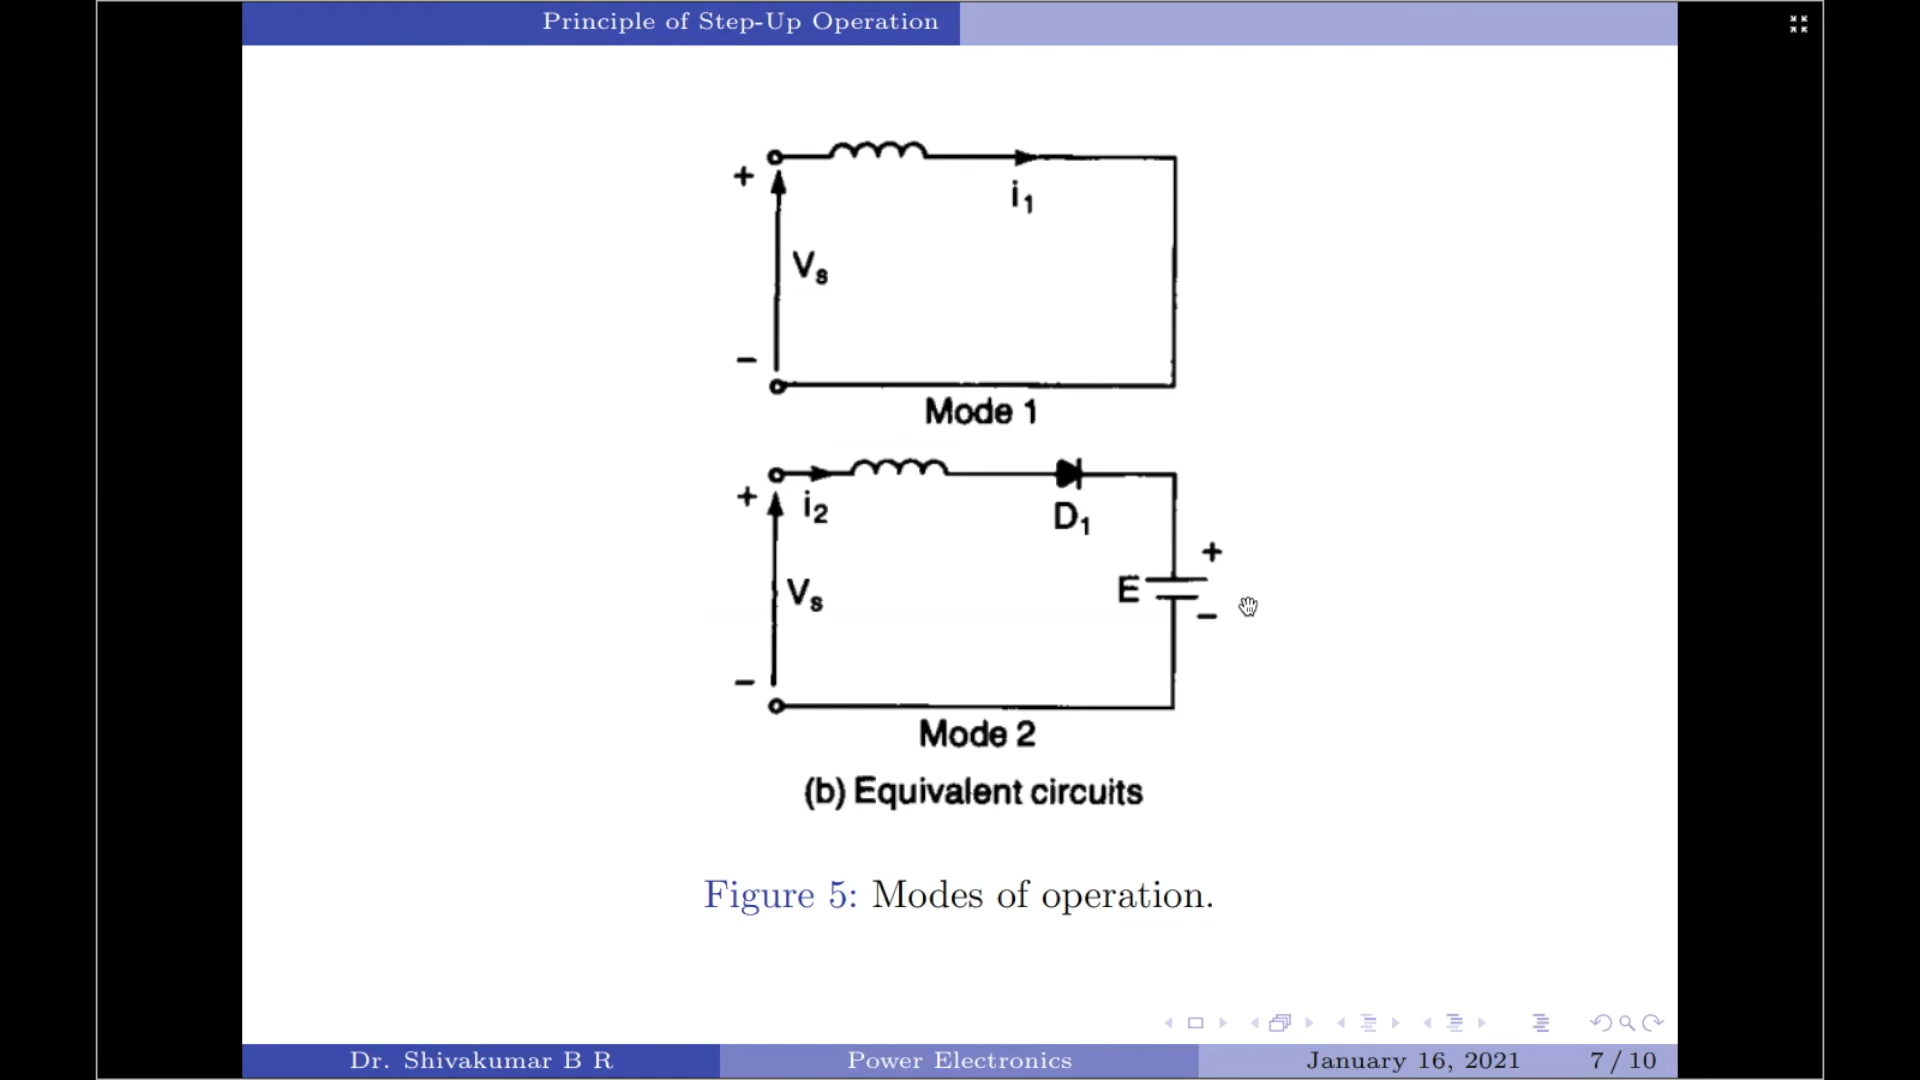 Principle of Step-Up Operation
+
i1
Vs
−
Mode 1
+
i2
D1
+
Vs
E
−
−
Mode 2
(b) Equivalent circuits
Figure 5: Modes of operation.
Dr. Shivakumar B R
Power Electronics
January 16, 2021
7 / 10